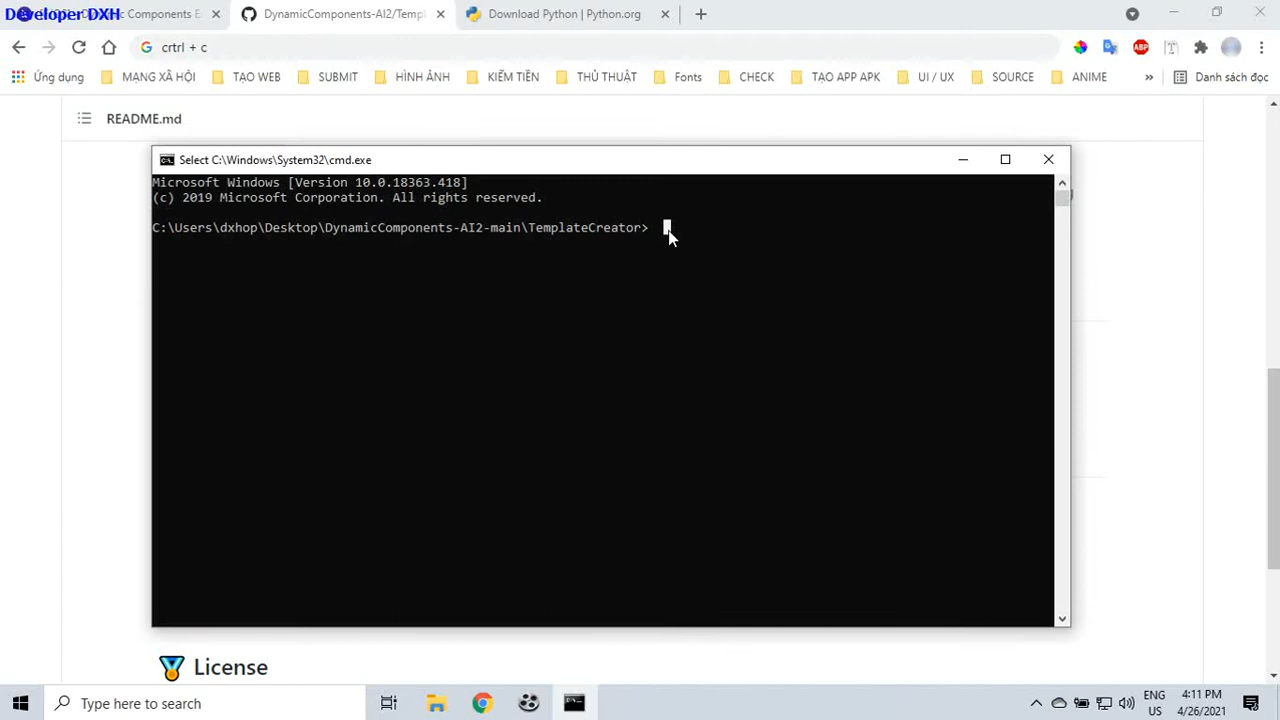 Developer DXH
Dynamic Components E
DynamicComponents-AI2/Templ
Download Python | Python.org
crtrl + c
ABP
Ứng dụng
MẠNG XÃ HỘI
TẠO WEB
SUBMIT
HÌNH ẢNH
KIẾM TIỀN
THỦ THUẬT
Fonts
CHECK
TẠO APP APK
UI / UX
SOURCE
ANIME
»
Danh sách đọc
README.md
Select C:\Windows\System32\cmd.exe
Microsoft Windows [Version 10.0.18363.418]
(c) 2019 Microsoft Corporation. All rights reserved.
C:\Users\dxhop\Desktop\DynamicComponents-AI2-main\TemplateCreator>
License
Type here to search
ENG
US
4:11 PM
4/26/2021